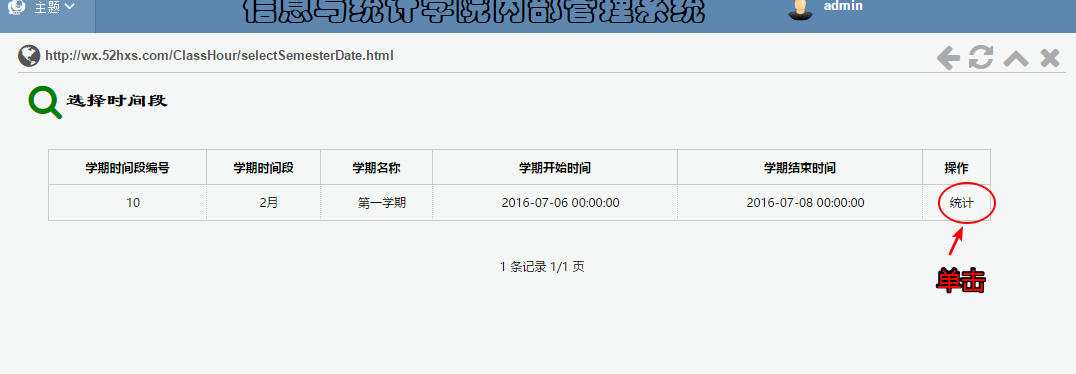 主题
信息与统计学院内部管理系统
admin
http://wx.52hxs.com/ClassHour/selectSemesterDate.html
选择时间段
学期时间段编号 学期时间段 学期名称 学期开始时间 学期结束时间 操作
10 2月 第一学期 2016-07-06 00:00:00 2016-07-08 00:00:00 统计
1 条记录 1/1 页
单击